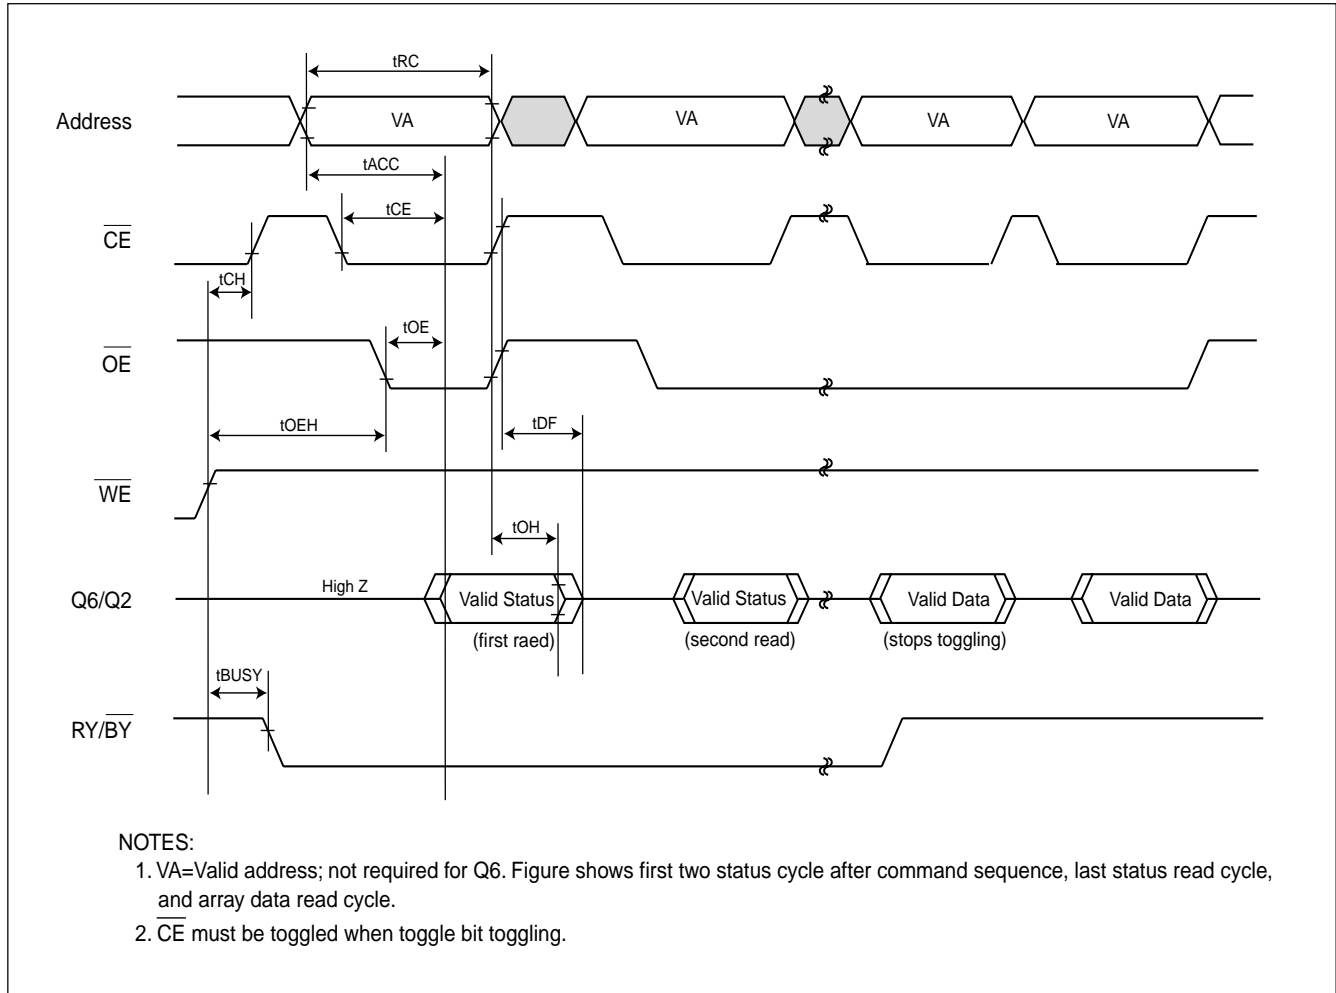 tRC
Address
VA
VA
VA
VA
tACC
tCE
CE
tCH
tOE
OE
tOEH
tDF
WE
tOH
High Z
Q6/Q2
Valid Status
Valid Status
Valid Data
Valid Data
(first raed)
(second read)
(stops toggling)
tBUSY
RY/BY
NOTES:
1. VA=Valid address; not required for Q6. Figure shows first two status cycle after command sequence, last status read cycle,
and array data read cycle.
2. CE must be toggled when toggle bit toggling.